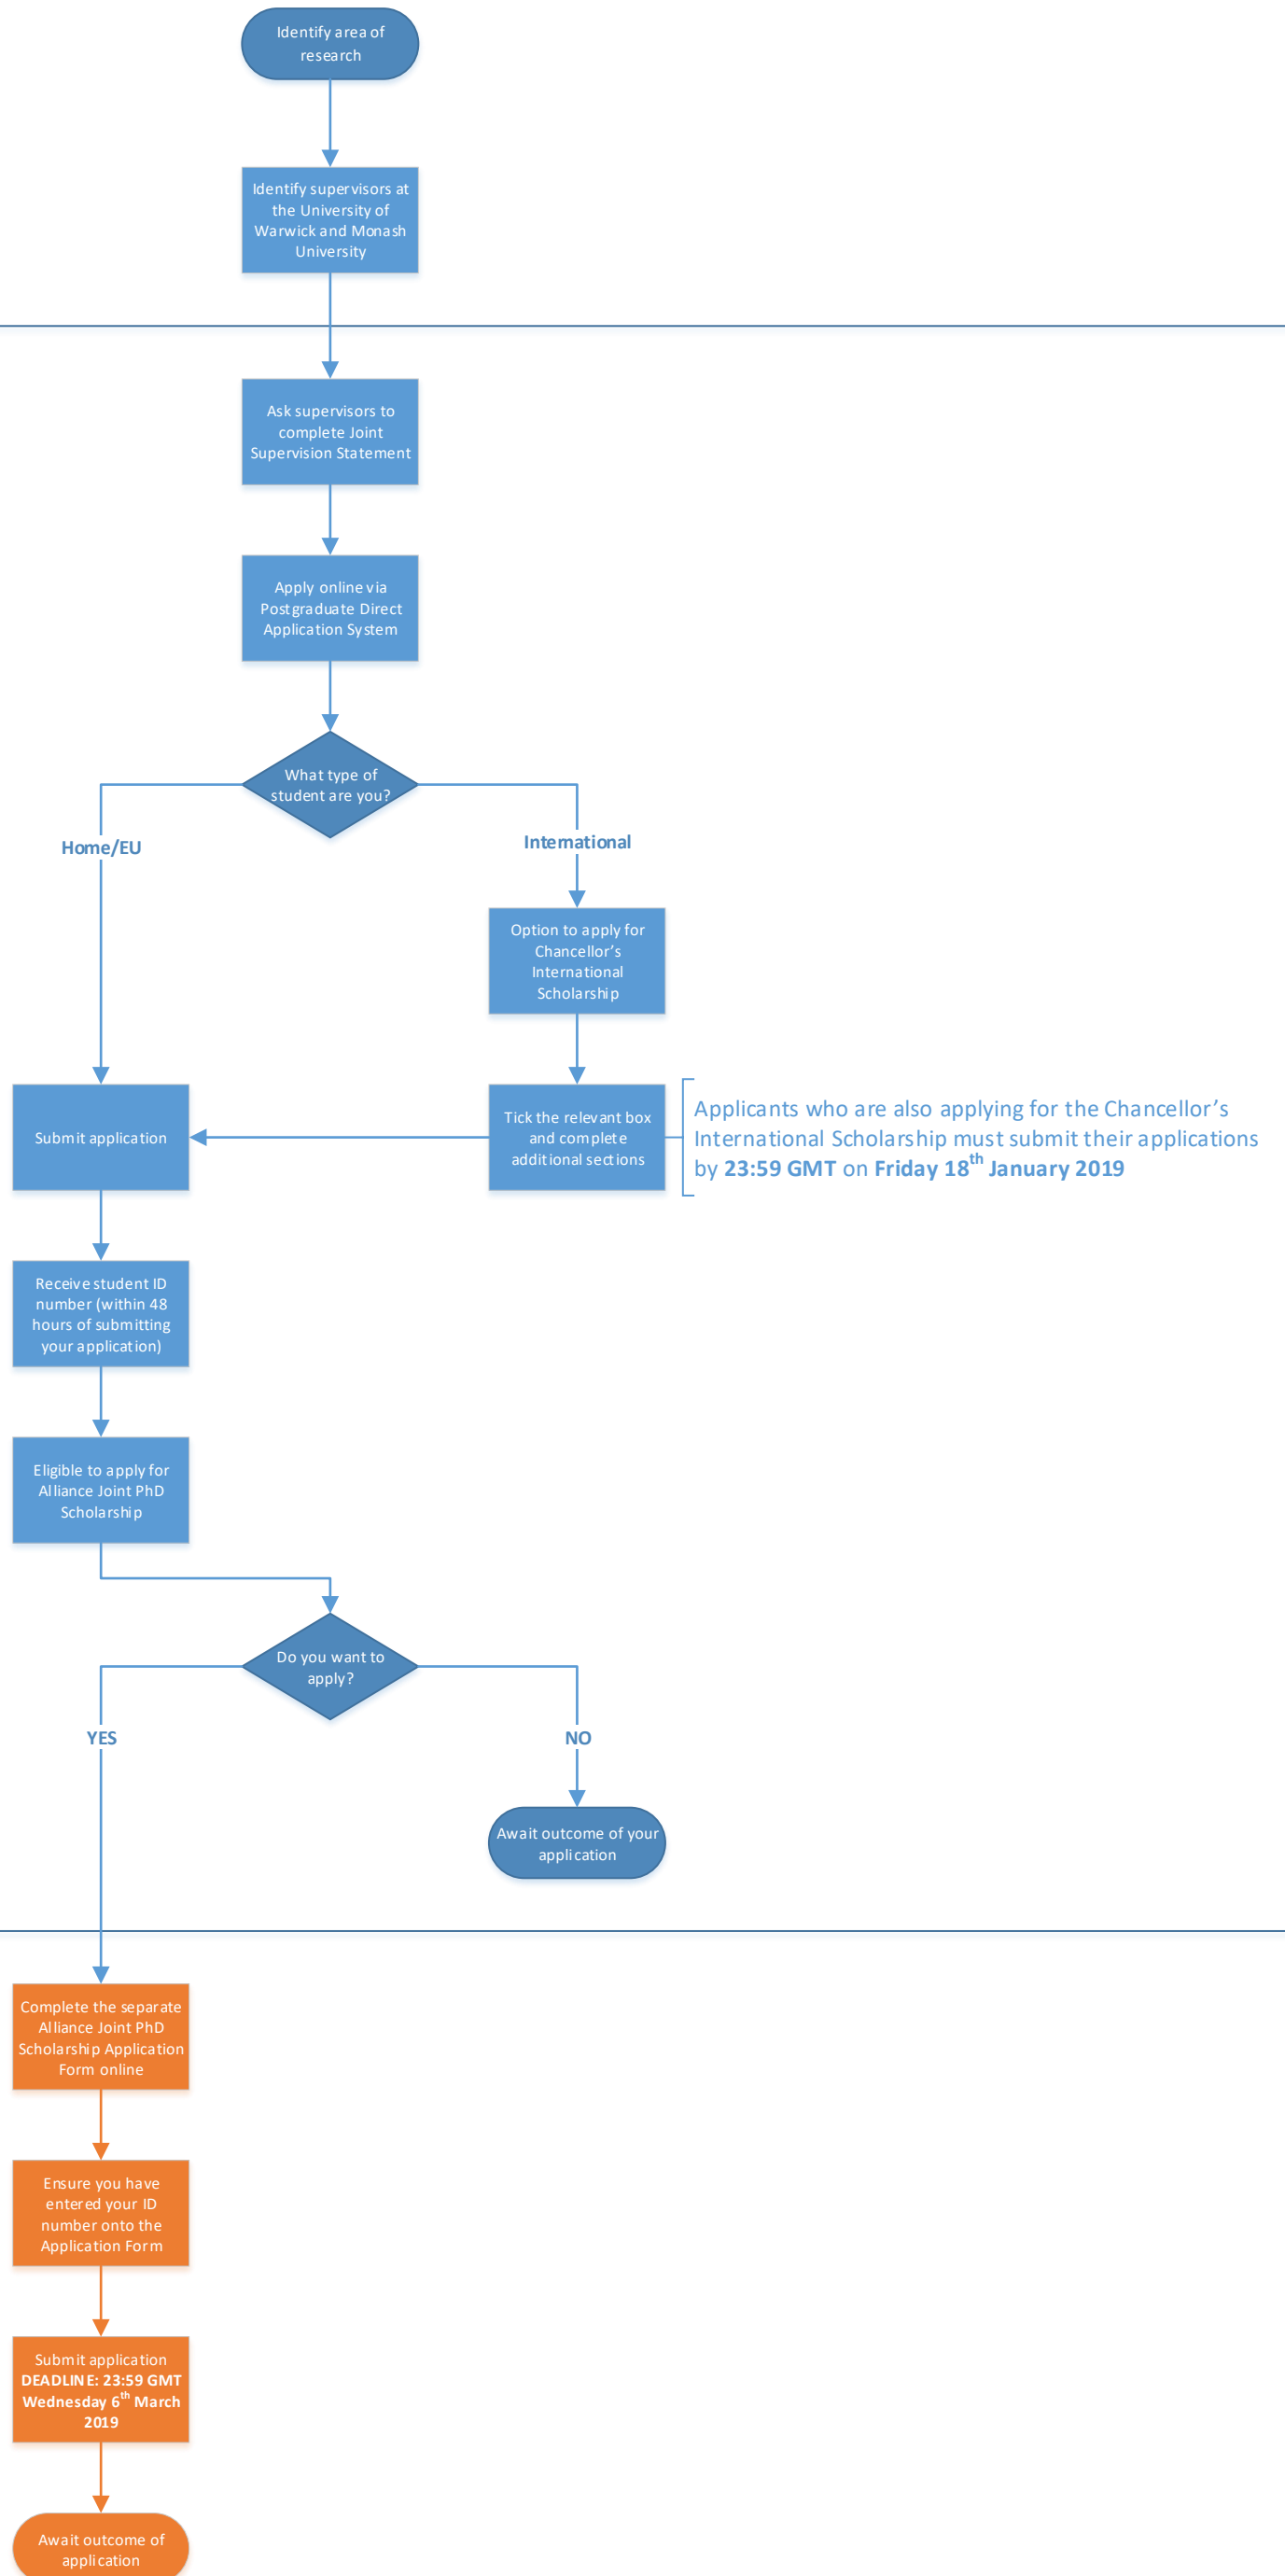 Identify area of
research
Identify supervisors at
the University of
Warwick and Monash
University
Ask supervisors to
complete Joint
Supervision Statement
Apply online via
Postgraduate Direct
Application System
What type of
student are you?
Home/EU
International
Option to apply for
Chancellor’s
International
Scholarship
Submit application
Tick the relevant box
and complete
additional sections
Applicants who are also applying for the Chancellor’s
International Scholarship must submit their applications
by 23:59 GMT on Friday 18th January 2019
Receive student ID
number (within 48
hours of submitting
your application)
Eligible to apply for
Alliance Joint PhD
Scholarship
Do you want to
apply?
YES
NO
Await outcome of your
application
Complete the separate
Alliance Joint PhD
Scholarship Application
Form online
Ensure you have
entered your ID
number onto the
Application Form
Submit application
DEADLINE: 23:59 GMT
Wednesday 6th March
2019
Await outcome of
application